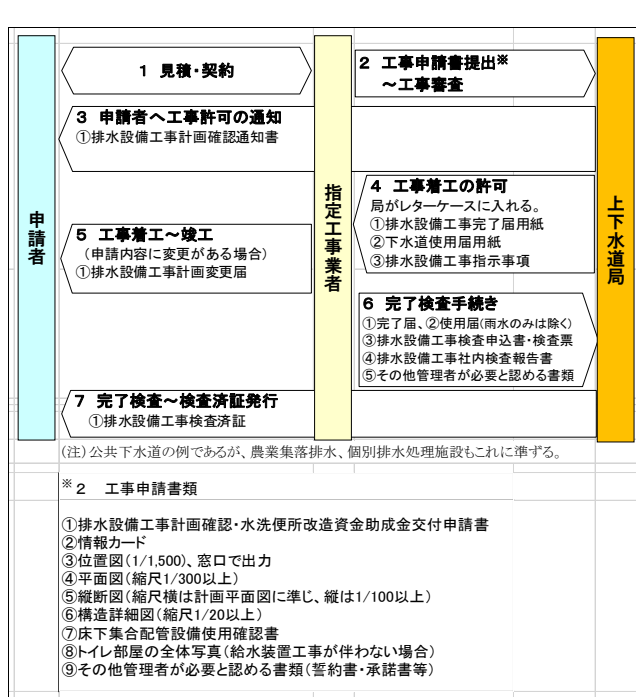 申請者
指定工事業者
上下水道局
1 見積・契約
2 工事申請書提出※
～工事審査
3 申請者へ工事許可の通知
①排水設備工事計画確認通知書
4 工事着工の許可
局がレターケースに入れる。
①排水設備工事完了届用紙
②下水道使用届用紙
③排水設備工事指示事項
5 工事着工～竣工
(申請内容に変更がある場合)
①排水設備工事計画変更届
6 完了検査手続き
①完了届、②使用届(雨水のみは除く)
③排水設備工事検査申込書・検査票
④排水設備工事社内検査報告書
⑤その他管理者が必要と認める書類
7 完了検査～検査済証発行
①排水設備工事検査済証
(注)公共下水道の例であるが、農業集落排水、個別排水処理施設もこれに準ずる。
※2 工事申請書類
①排水設備工事計画確認・水洗便所改造資金助成金交付申請書
②情報カード
③位置図(1/1,500)、窓口で出力
④平面図(縮尺1/300以上)
⑤縦断図(縮尺横は計画平面図に準じ、縦は1/100以上)
⑥構造詳細図(縮尺1/20以上)
⑦床下集合配管設備使用確認書
⑧トイレ部屋の全体写真(給水装置工事が伴わない場合)
⑨その他管理者が必要と認める書類(誓約書・承諾書等)